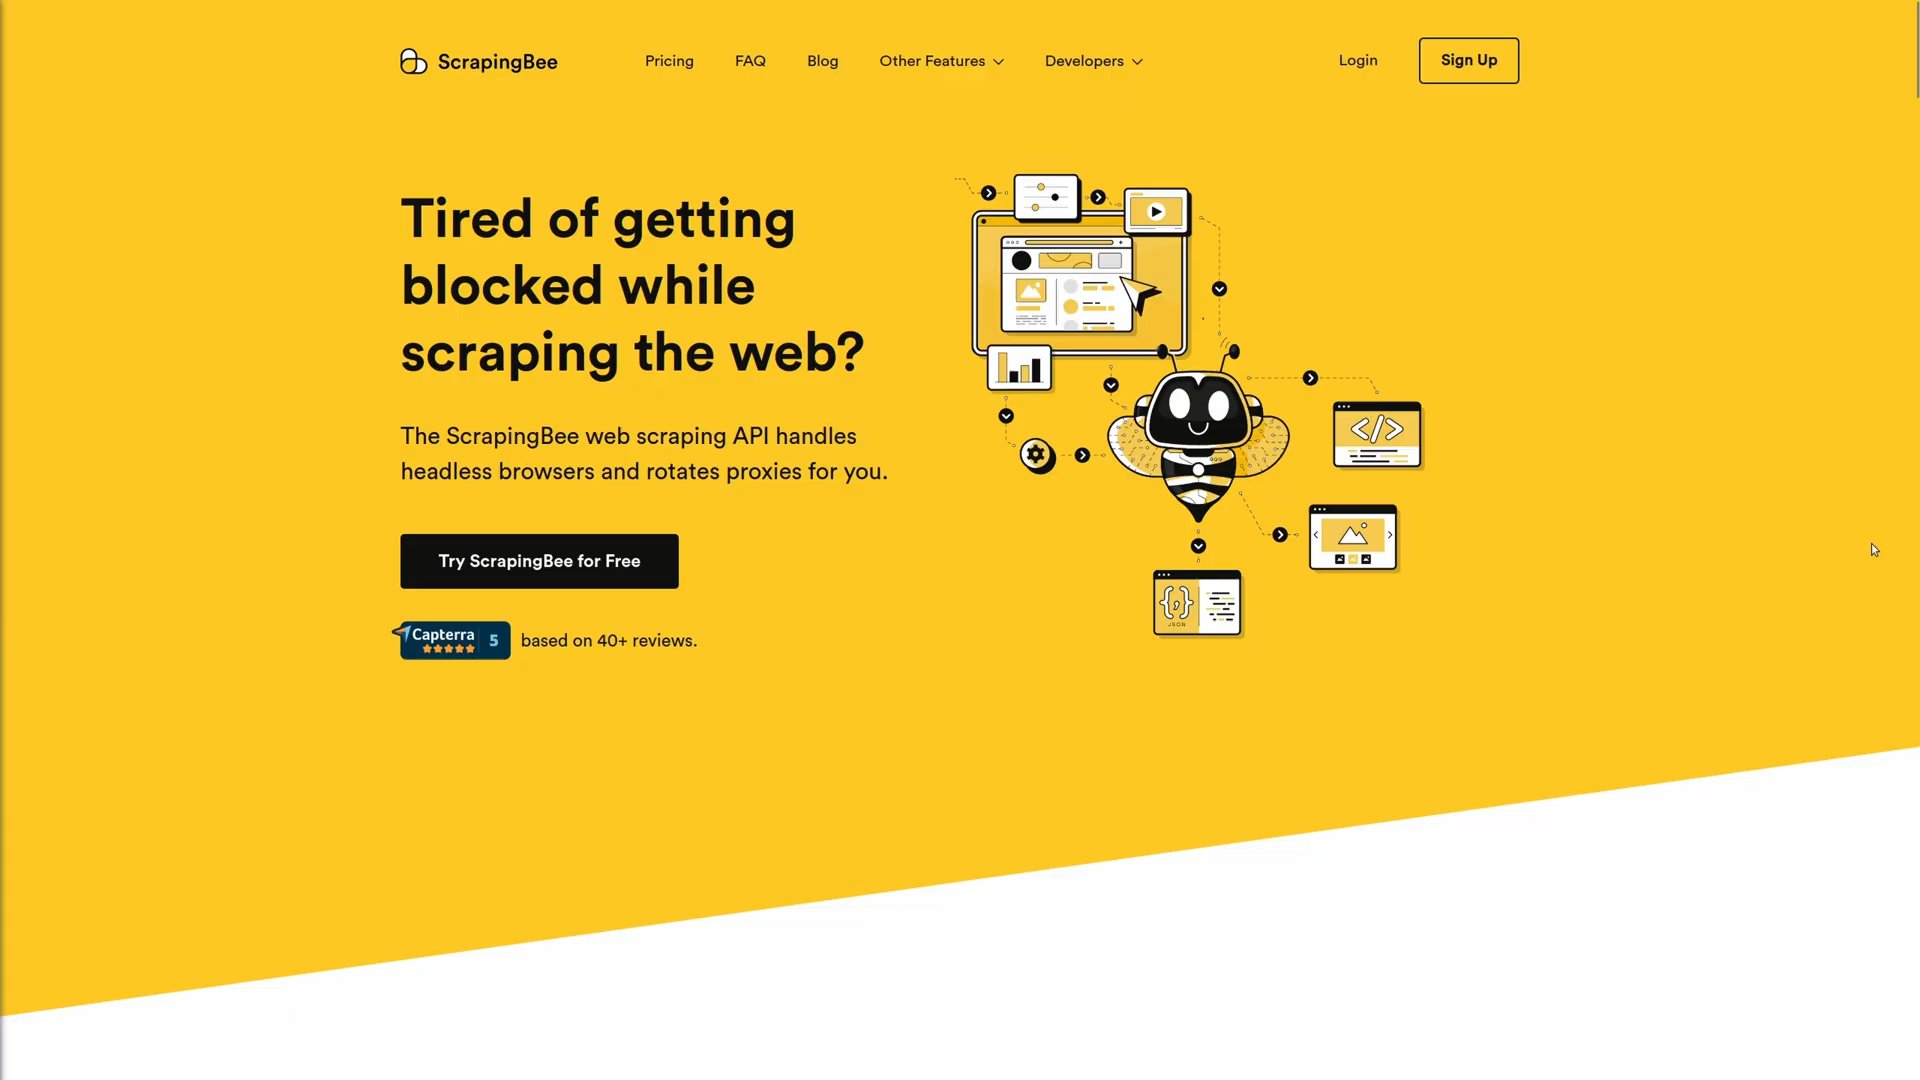 ScrapingBee
Pricing
FAQ
Blog
Other Features
Developers
Login
Sign Up
Tired of getting
blocked while
scraping the web?
The ScrapingBee web scraping API handles
headless browsers and rotates proxies for you.
Try ScrapingBee for Free
Capterra 5
based on 40+ reviews.
</>
{;}
JSON